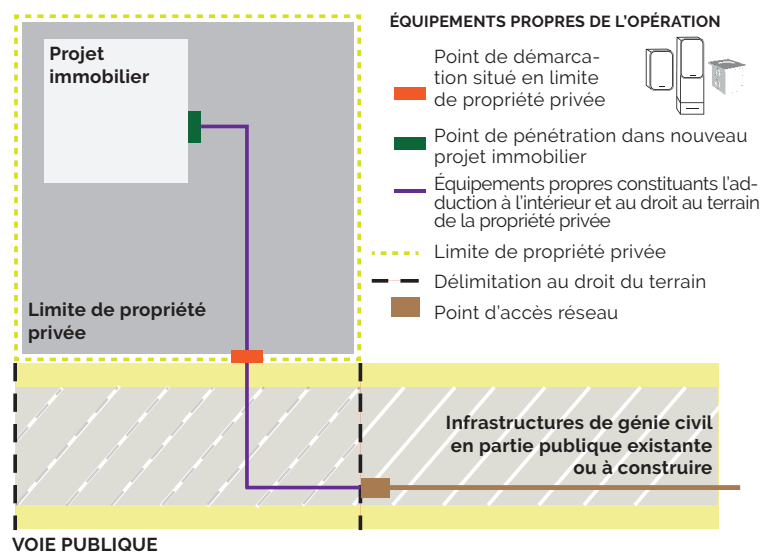 Projet
immobilier
Limite de propriété
privée
ÉQUIPEMENTS PROPRES DE L'OPÉRATION
Point de démarca-
tion situé en limite
de propriété privée
Point de pénétration dans nouveau
projet immobilier
Équipements propres constituants l'ad-
duction à l'intérieur et au droit au terrain
de la propriété privée
Limite de propriété privée
Délimitation au droit du terrain
Point d'accès réseau
Infrastructures de génie civil
en partie publique existante
ou à construire
VOIE PUBLIQUE